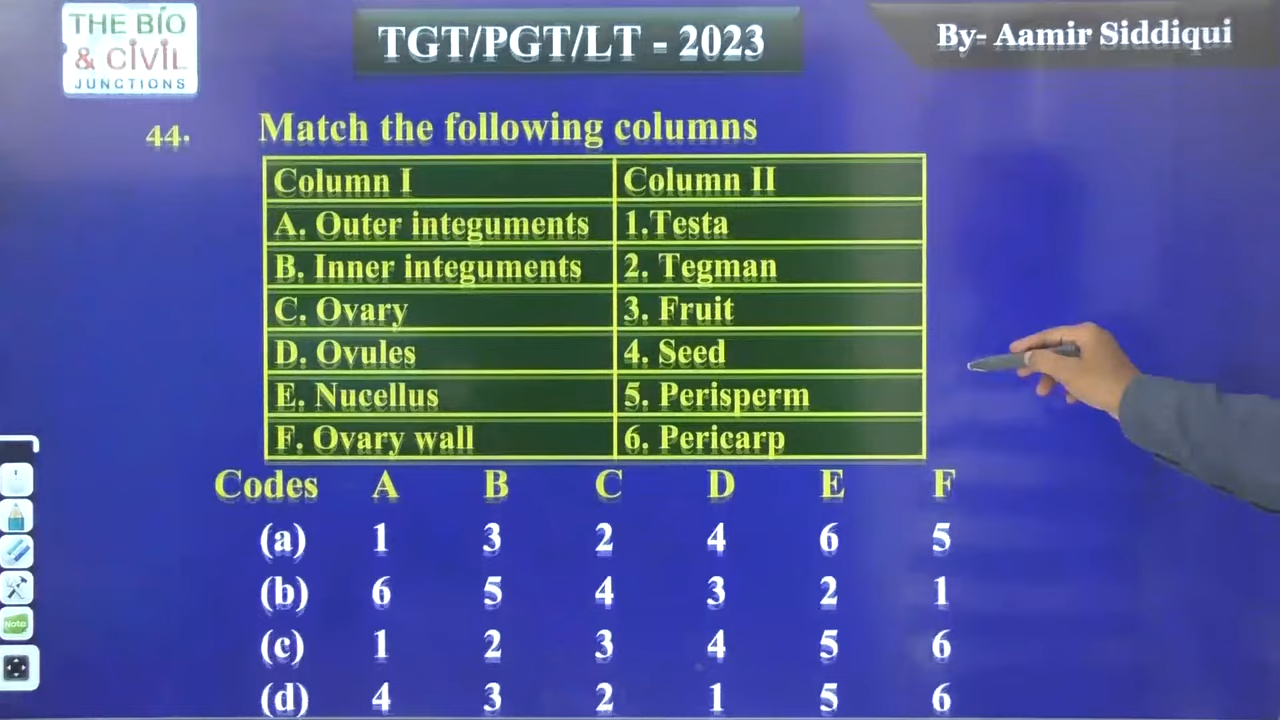 THE BIO
& CIVIL
JUNCTIONS
TGT/PGT/LT - 2023
By- Aamir Siddiqui
44. Match the following columns
Column I Column II
A. Outer integuments 1.Testa
B. Inner integuments 2. Tegman
C. Ovary 3. Fruit
D. Ovules 4. Seed
E. Nucellus 5. Perisperm
F. Ovary wall 6. Pericarp
Codes A B C D E F
(a) 1 3 2 4 6 5
(b) 6 5 4 3 2 1
(c) 1 2 3 4 5 6
(d) 4 3 2 1 5 6
Note